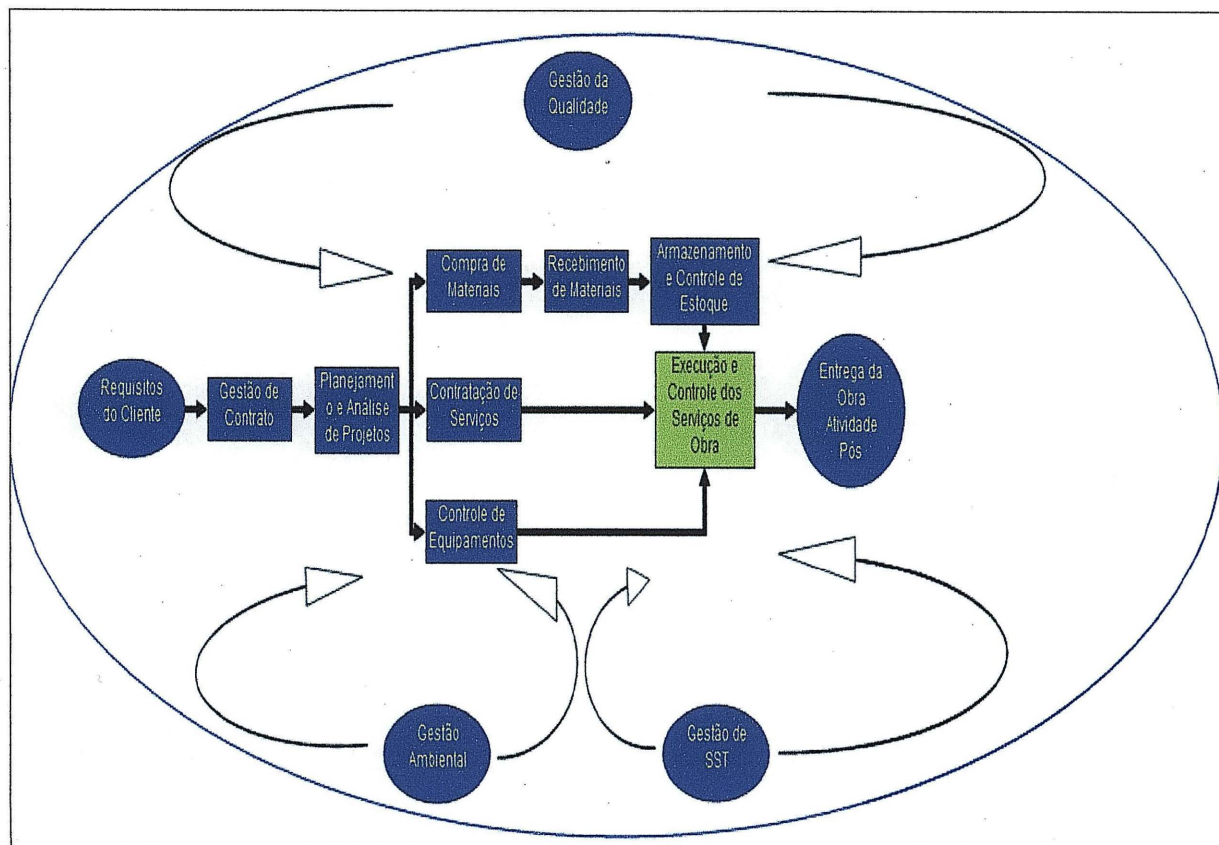 Gestão da
Qualidade
Compra de
Materiais
Recebimento
de Materiais
Armazenamento
e Controle de
Estoque
Requisitos
do Cliente
Gestão de
Contrato
Planejament
o e Análise
de Projetos
Contratação de
Serviços
Execução e
Controle dos
Serviços de
Obra
Entrega da
Obra
Atividade
Pós
Controle de
Equipamentos
Gestão
Ambiental
Gestão de
SST